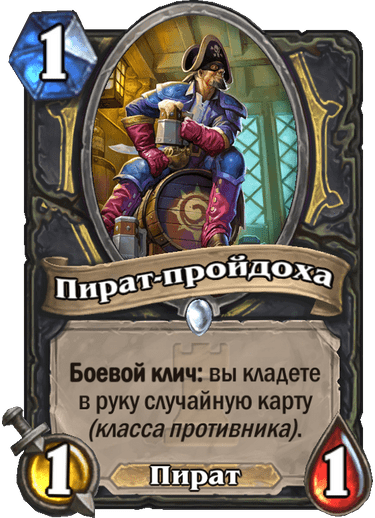 1
Пират-пройдоха
Боевой клич: вы кладете
в руку случайную карту
(класса противника).
1 Пират 1